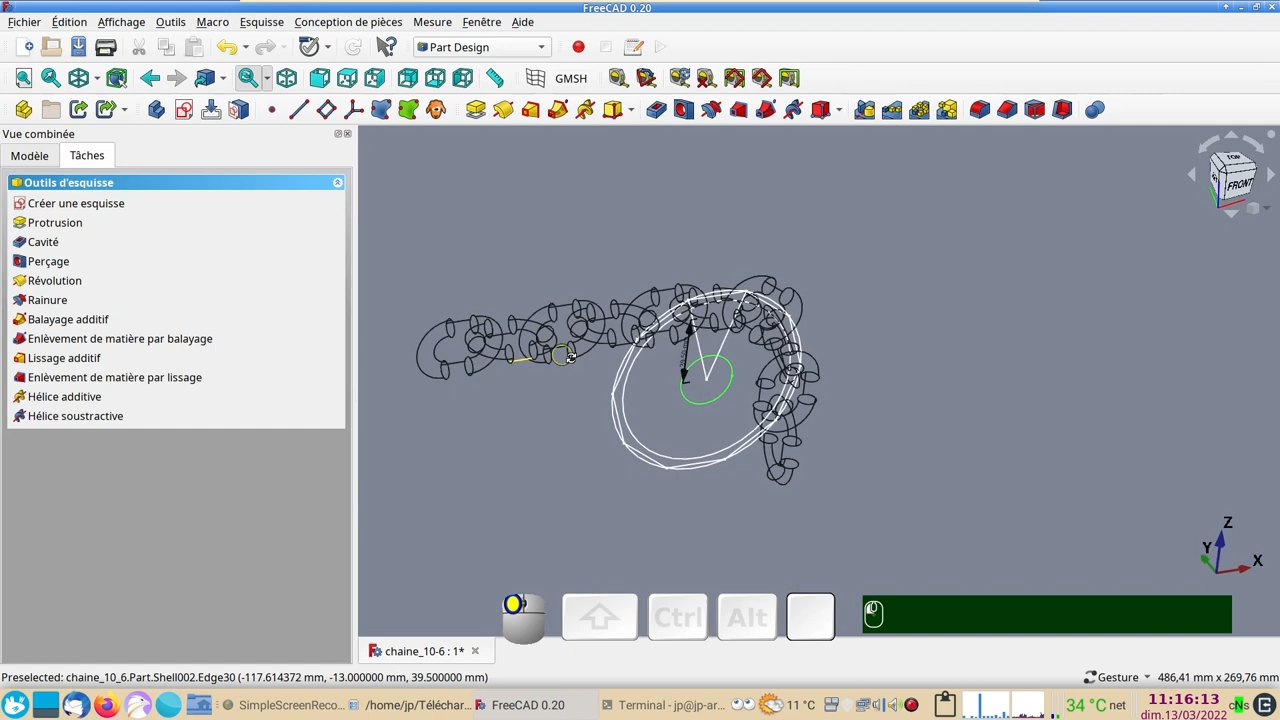 FreeCAD 0.20
Fichier Édition Affichage Outils Macro Esquisse Conception de pièces Mesure Fenêtre Aide
Part Design
GMSH
Vue combinée
Modèle Tâches
Outils d'esquisse
Créer une esquisse
Protrusion
Cavité
Perçage
Révolution
Rainure
Balayage additif
Enlèvement de matière par balayage
Lissage additif
Enlèvement de matière par lissage
Hélice additive
Hélice soustractive
TOP
FRONT
Z
Y
X
Ctrl
Alt
chaine_10-6 : 1*
Preselected: chaine_10_6.Part.Shell002.Edge30 (-117.614372 mm, -13.000000 mm, 39.500000 mm)
Gesture
486,41 mm x 269,76 mm
SimpleScreenReco...
/home/jp/Téléchar...
FreeCAD 0.20
Terminal - jp@jp-ar...
11 °C
34 °C net
11:16:13
dim.13/03/2022